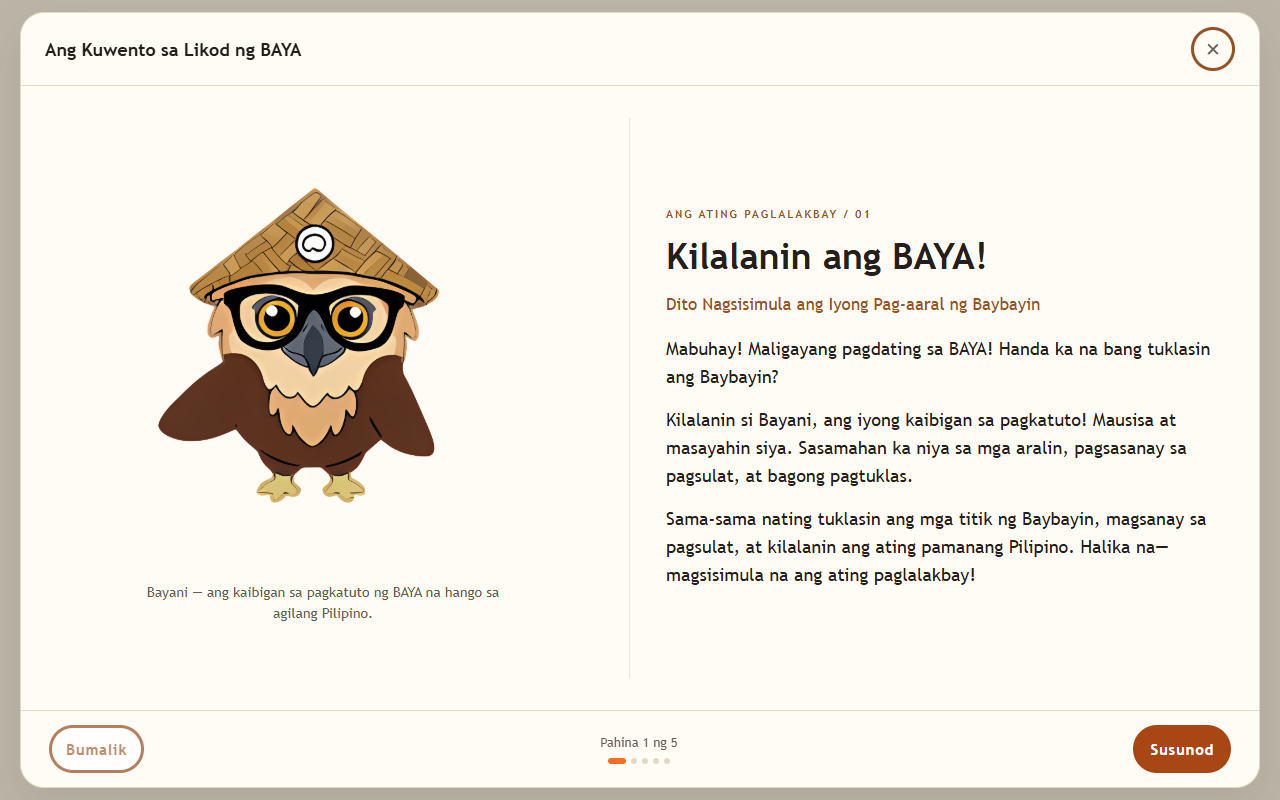 Ang Kuwento sa Likod ng BAYA
Bayani — ang kaibigan sa pagkatuto ng BAYA na hango sa
agilang Pilipino.
ANG ATING PAGLALAKBAY / 01
Kilalanin ang BAYA!
Dito Nagsisimula ang Iyong Pag-aaral ng Baybayin
Mabuhay! Maligayang pagdating sa BAYA! Handa ka na bang tuklasin
ang Baybayin?
Kilalanin si Bayani, ang iyong kaibigan sa pagkatuto! Mausisa at
masayahin siya. Sasamahan ka niya sa mga aralin, pagsasanay sa
pagsulat, at bagong pagtuklas.
Sama-sama nating tuklasin ang mga titik ng Baybayin, magsanay sa
pagsulat, at kilalanin ang ating pamanang Pilipino. Halika na—
magsisimula na ang ating paglalakbay!
Bumalik
Pahina 1 ng 5
Susunod